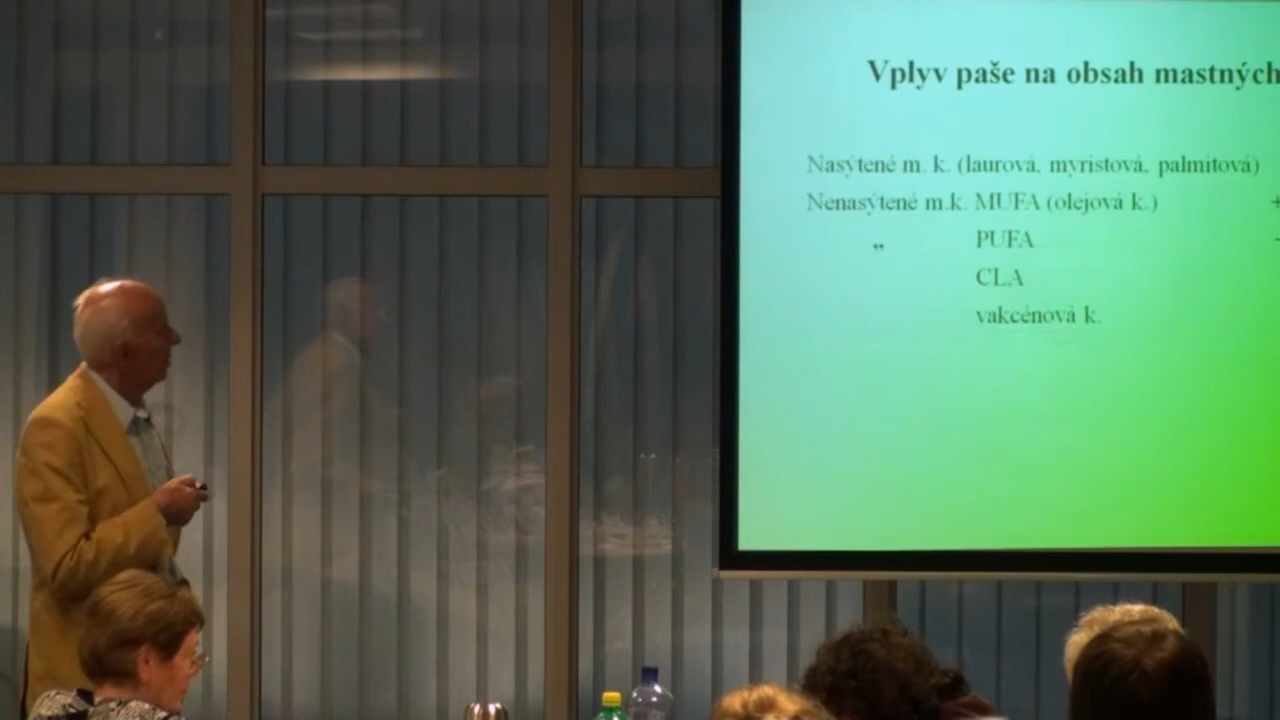 Vplyv paše na obsah mastných
Nasýtené m. k. (laurová, myristová, palmitová)
Nenasýtené m.k. MUFA (olejová k.) +
„ PUFA -
CLA
vakcénová k.